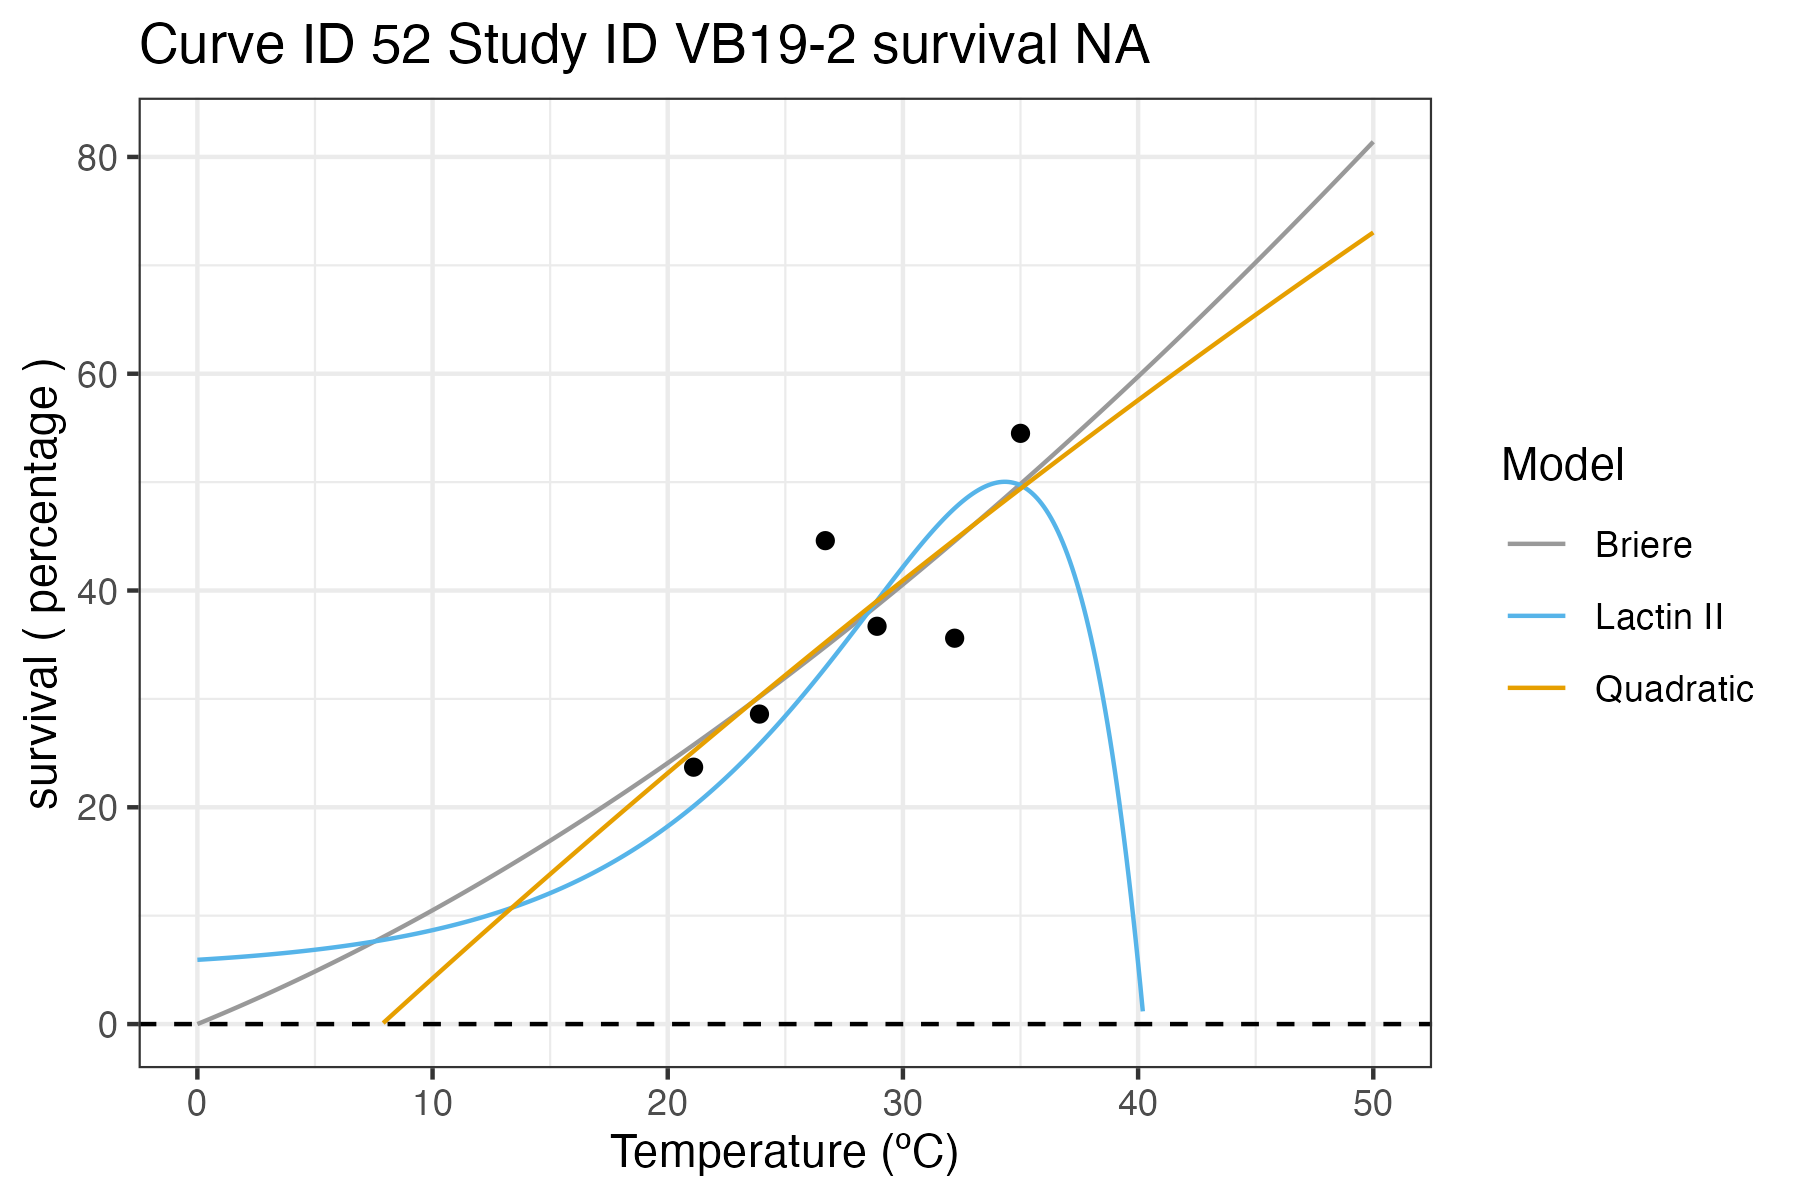 Curve ID 52 Study ID VB19-2 survival NA
survival ( percentage )
80
60
40
20
0
0 10 20 30 40 50
Temperature (ºC)
Model
Briere
Lactin II
Quadratic